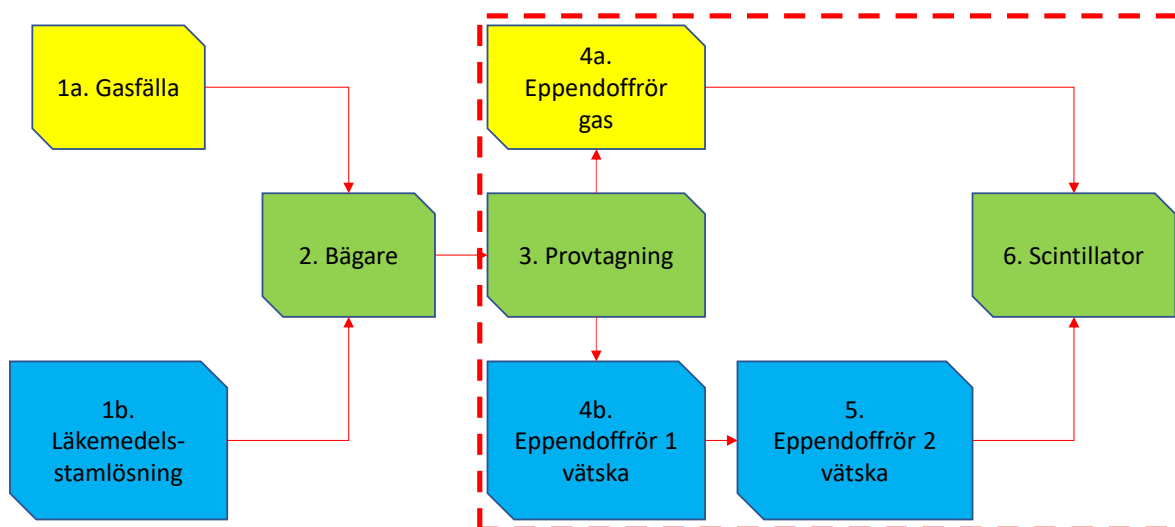 1a. Gasfälla
4a.
Eppendoffrör
gas
2. Bägare
3. Provtagning
6. Scintillator
1b.
Läkemedels-
stamlösning
4b.
Eppendoffrör 1
vätska
5.
Eppendoffrör 2
vätska